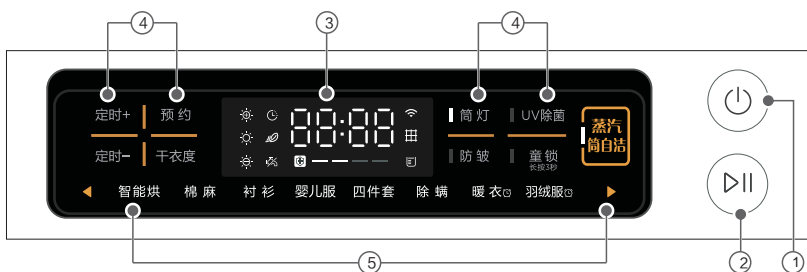 ④ ③ ④
定时+ 预约 88:88 筒灯 UV除菌 蒸汽
筒自洁
定时- 干衣度 防皱 童锁
长按3秒
智能烘 棉麻 衬衫 婴儿服 四件套 除螨 暖衣 羽绒服
⑤ ② ①